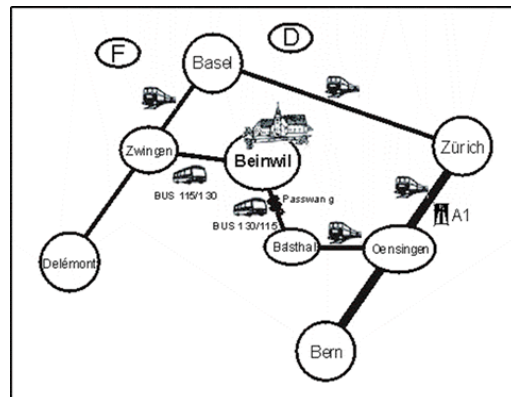 F
D
Basel
Zürich
Zwingen
Beinwil
BUS 115/130
Passwang
BUS 130/115
A1
Balsthal
Oensingen
Delémont
Bern